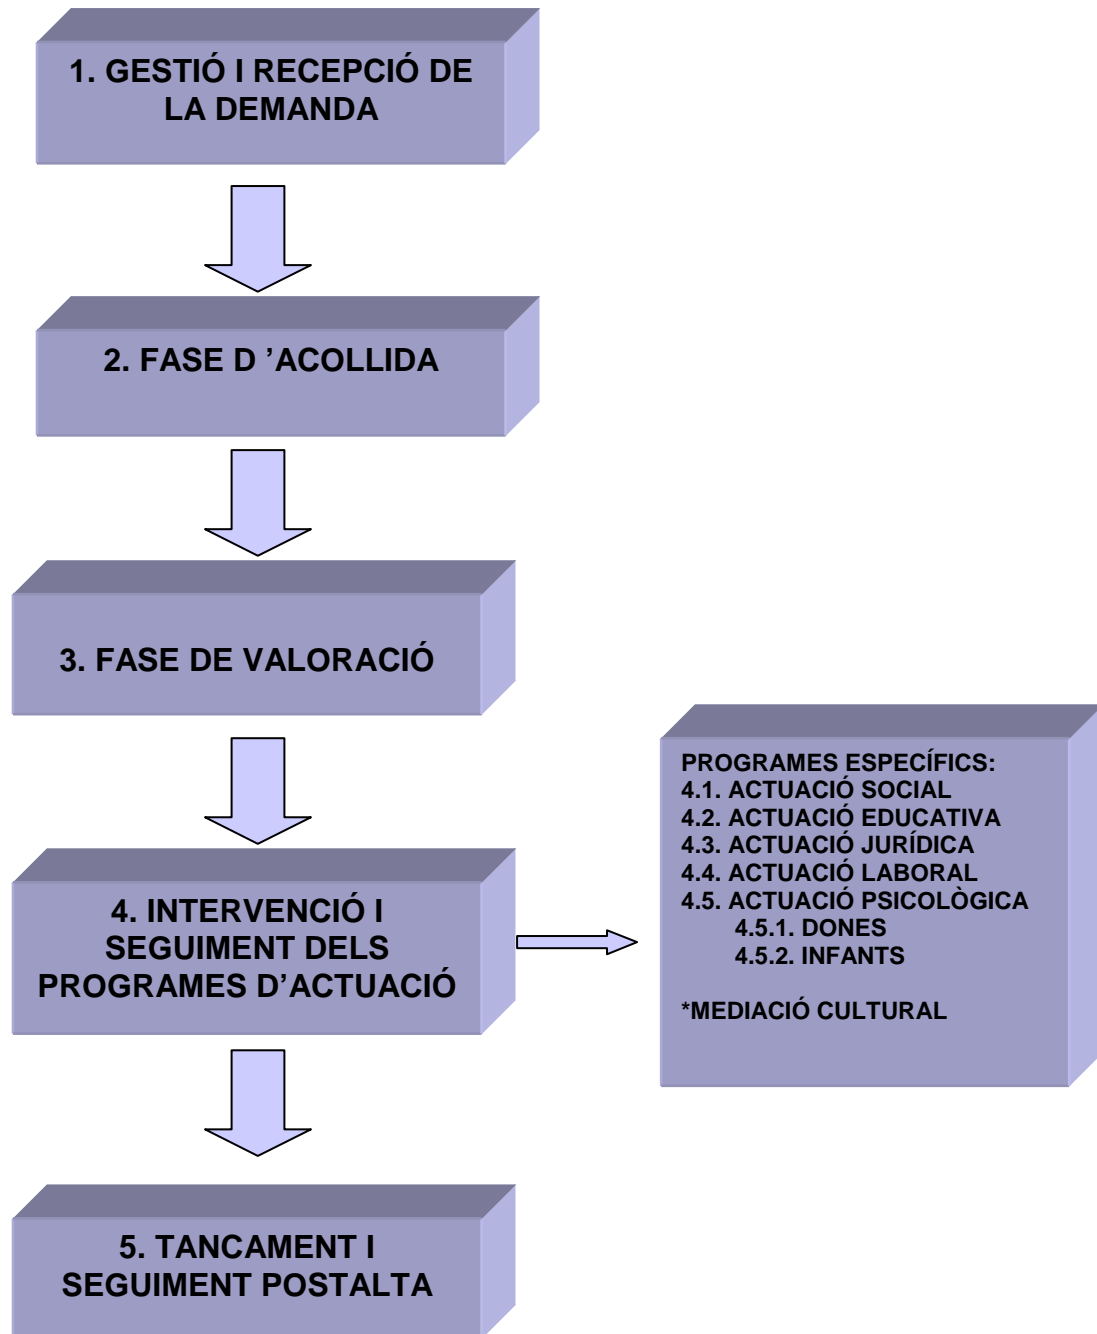 1. GESTIÓ I RECEPCIÓ DE
LA DEMANDA
2. FASE D ’ACOLLIDA
3. FASE DE VALORACIÓ
4. INTERVENCIÓ I
SEGUIMENT DELS
PROGRAMES D’ACTUACIÓ
PROGRAMES ESPECÍFICS:
4.1. ACTUACIÓ SOCIAL
4.2. ACTUACIÓ EDUCATIVA
4.3. ACTUACIÓ JURÍDICA
4.4. ACTUACIÓ LABORAL
4.5. ACTUACIÓ PSICOLÒGICA
4.5.1. DONES
4.5.2. INFANTS
*MEDIACIÓ CULTURAL
5. TANCAMENT I
SEGUIMENT POSTALTA